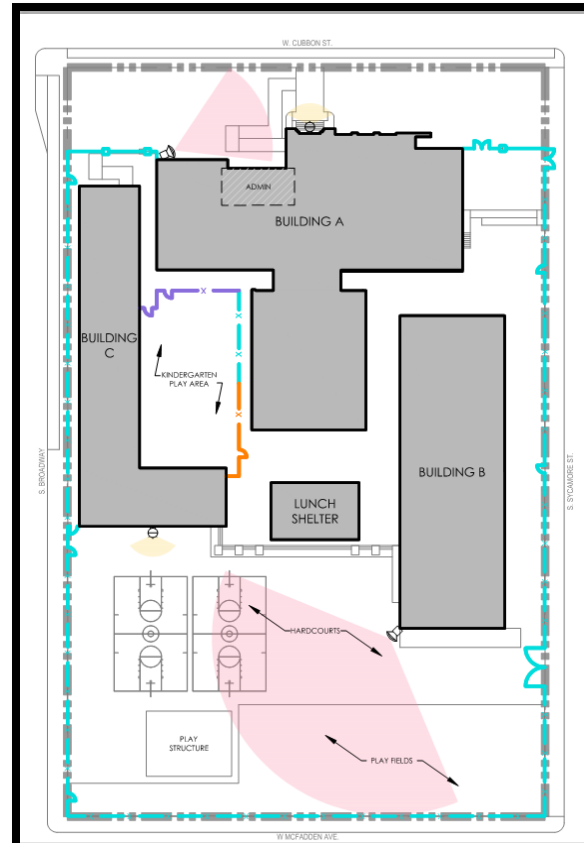 W. CUBBON ST.
ADMIN
BUILDING A
BUILDING
C
KINDERGARTEN
PLAY AREA
S. BROADWAY
S. SYCAMORE ST.
BUILDING B
LUNCH
SHELTER
HARDCOURTS
PLAY
STRUCTURE
PLAY FIELDS
W MCFADDEN AVE.